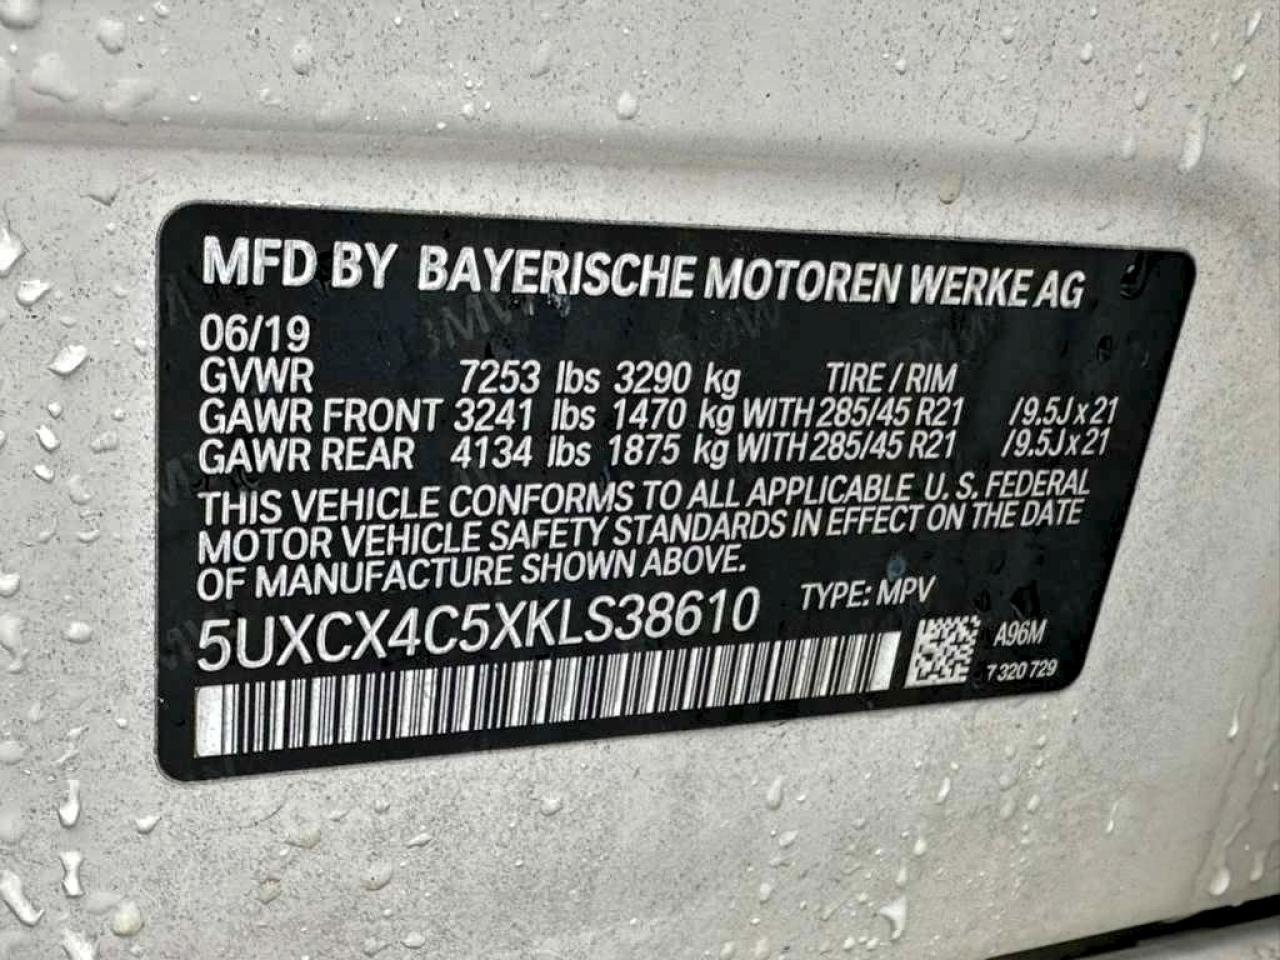 MFD BY BAYERISCHE MOTOREN WERKE AG
06/19
GVWR 7253 lbs 3290 kg TIRE / RIM
GAWR FRONT 3241 lbs 1470 kg WITH 285/45 R21 /9.5J x 21
GAWR REAR 4134 lbs 1875 kg WITH 285/45 R21 /9.5J x 21
THIS VEHICLE CONFORMS TO ALL APPLICABLE U. S. FEDERAL
MOTOR VEHICLE SAFETY STANDARDS IN EFFECT ON THE DATE
OF MANUFACTURE SHOWN ABOVE.
5UXCX4C5XKLS38610 TYPE: MPV
A96M
7 320 729